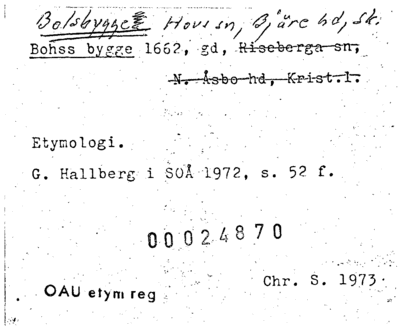 Bolsbygget Hovs sn, Bjäre hd, Sk.
Bohss bygge 1662, gd, Riseberga sn,
N. Åsbo hd, Krist.l.
Etymologi.
G. Hallberg i SOÅ 1972, s. 52 f.
00024870
Chr. S. 1973
OAU etym reg